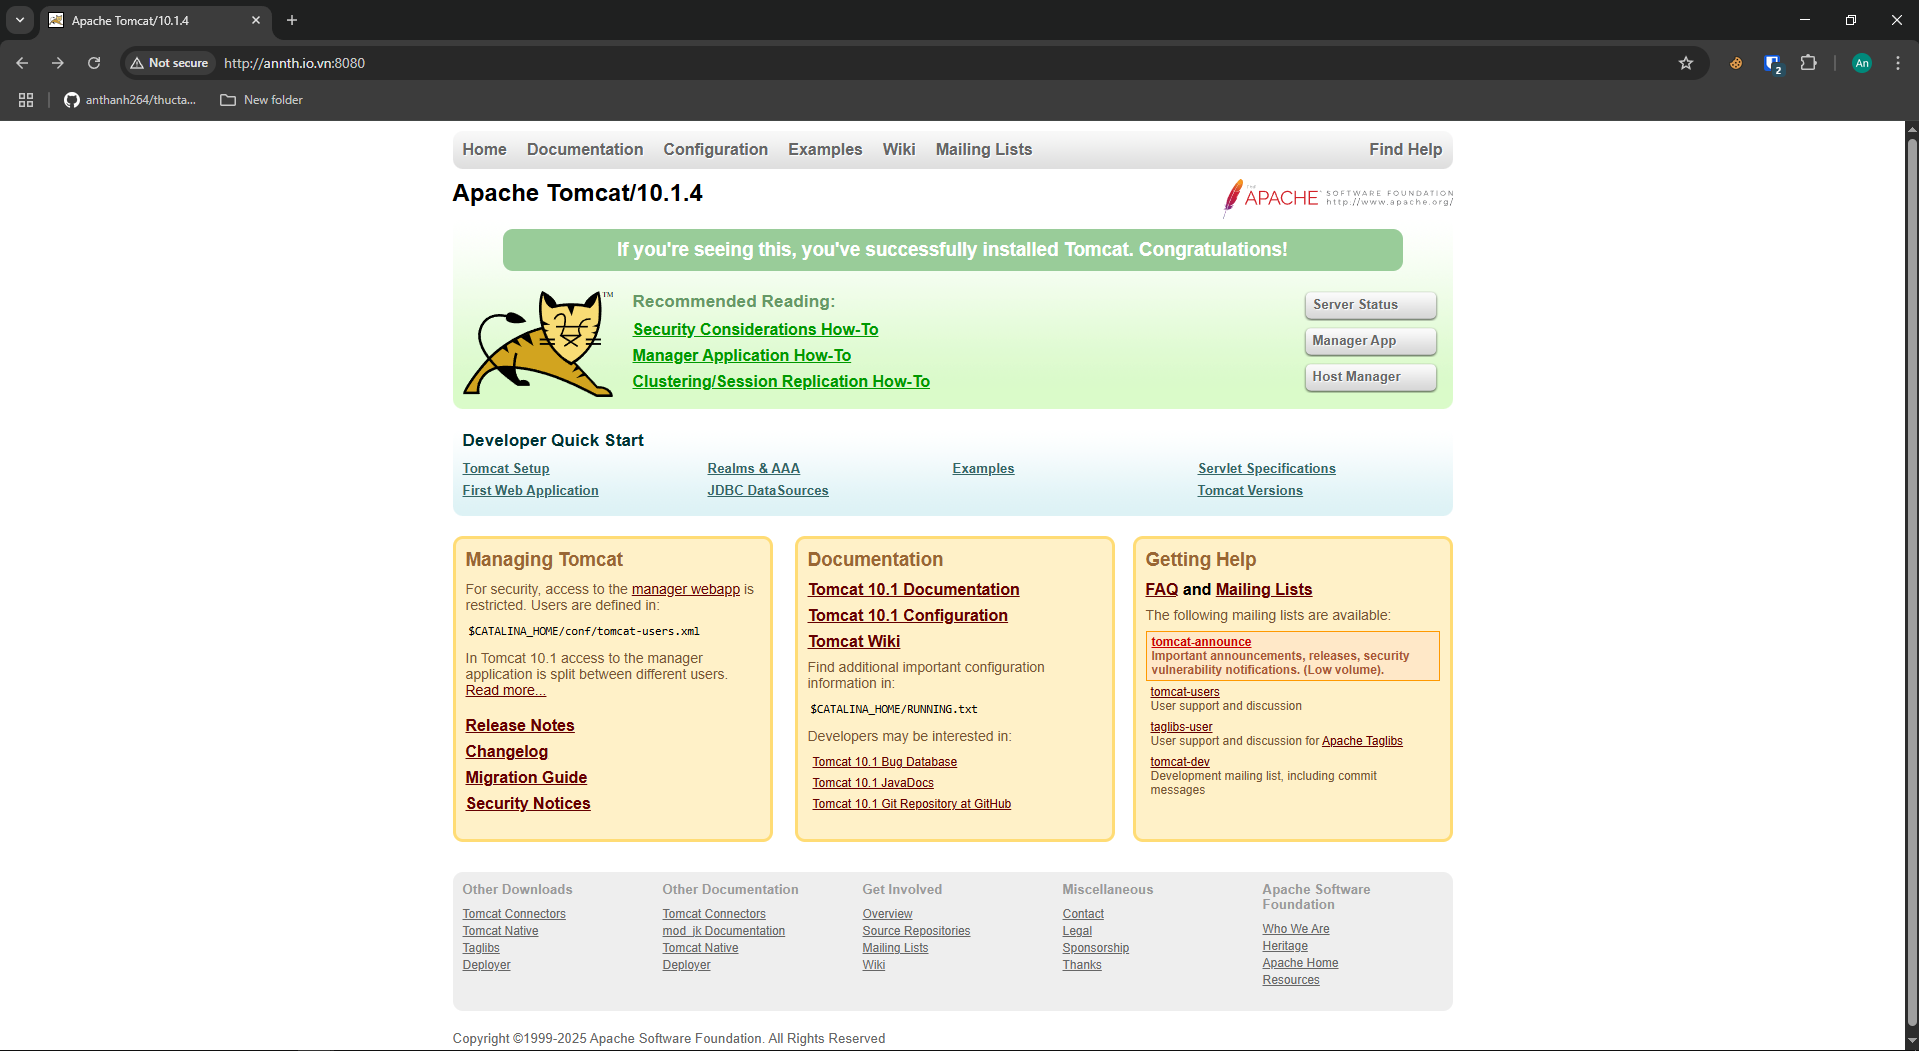 Apache Tomcat/10.1.4
Not secure
http://annth.io.vn:8080
2
An
anthanh264/thucta...
New folder
Home Documentation Configuration Examples Wiki Mailing Lists Find Help
Apache Tomcat/10.1.4
THE APACHE SOFTWARE FOUNDATION
http://www.apache.org/
If you're seeing this, you've successfully installed Tomcat. Congratulations!
TM
Recommended Reading:
Security Considerations How-To
Manager Application How-To
Clustering/Session Replication How-To
Server Status
Manager App
Host Manager
Developer Quick Start
Tomcat Setup
First Web Application
Realms & AAA
JDBC DataSources
Examples
Servlet Specifications
Tomcat Versions
Managing Tomcat
For security, access to the manager webapp is
restricted. Users are defined in:
$CATALINA_HOME/conf/tomcat-users.xml
In Tomcat 10.1 access to the manager
application is split between different users.
Read more...
Release Notes
Changelog
Migration Guide
Security Notices
Documentation
Tomcat 10.1 Documentation
Tomcat 10.1 Configuration
Tomcat Wiki
Find additional important configuration
information in:
$CATALINA_HOME/RUNNING.txt
Developers may be interested in:
Tomcat 10.1 Bug Database
Tomcat 10.1 JavaDocs
Tomcat 10.1 Git Repository at GitHub
Getting Help
FAQ and Mailing Lists
The following mailing lists are available:
tomcat-announce
Important announcements, releases, security
vulnerability notifications. (Low volume).
tomcat-users
User support and discussion
taglibs-user
User support and discussion for Apache Taglibs
tomcat-dev
Development mailing list, including commit
messages
Other Downloads
Tomcat Connectors
Tomcat Native
Taglibs
Deployer
Other Documentation
Tomcat Connectors
mod_jk Documentation
Tomcat Native
Deployer
Get Involved
Overview
Source Repositories
Mailing Lists
Wiki
Miscellaneous
Contact
Legal
Sponsorship
Thanks
Apache Software
Foundation
Who We Are
Heritage
Apache Home
Resources
Copyright ©1999-2025 Apache Software Foundation. All Rights Reserved